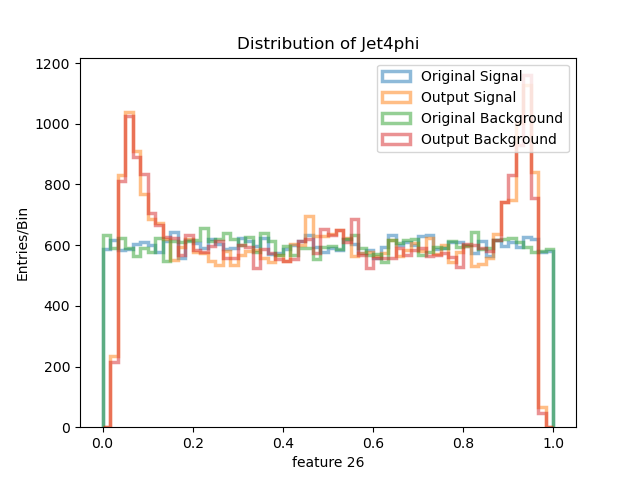 Distribution of Jet4phi
Original Signal
Output Signal
Original Background
Output Background
Entries/Bin
1200
1000
800
600
400
200
0
0.0 0.2 0.4 0.6 0.8 1.0
feature 26